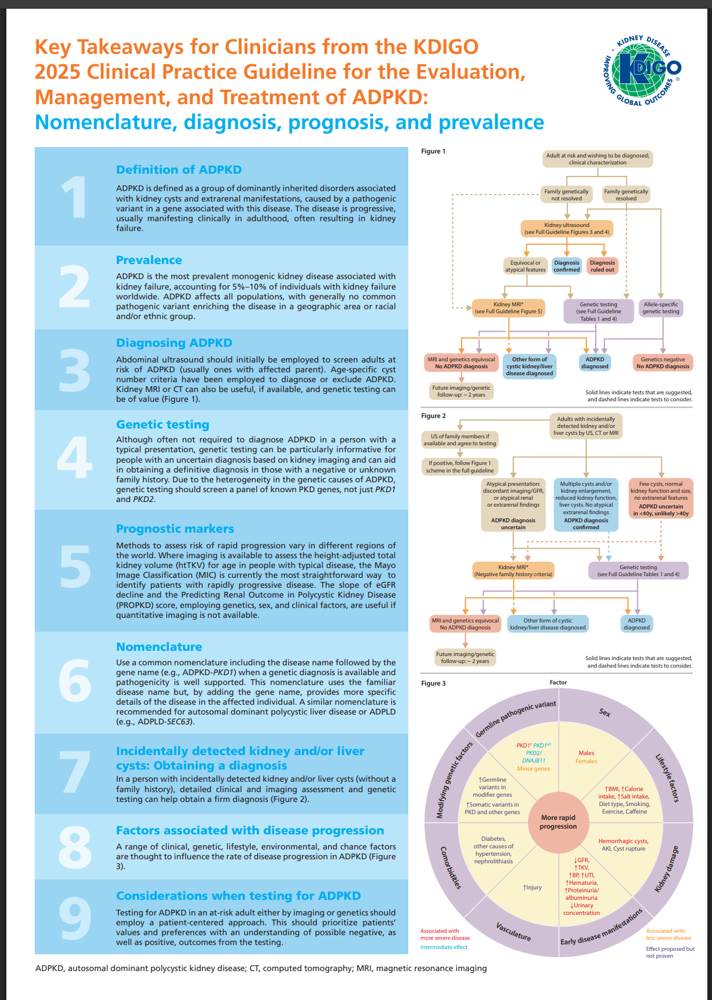 Key Takeaways for Clinicians from the KDIGO
2025 Clinical Practice Guideline for the Evaluation,
Management, and Treatment of ADPKD:
Nomenclature, diagnosis, prognosis, and prevalence
KIDNEY DISEASE
IMPROVING GLOBAL OUTCOMES
KDIGO
®
1
Definition of ADPKD
ADPKD is defined as a group of dominantly inherited disorders associated
with kidney cysts and extrarenal manifestations, caused by a pathogenic
variant in a gene associated with this disease. The disease is progressive,
usually manifesting clinically in adulthood, often resulting in kidney
failure.
2
Prevalence
ADPKD is the most prevalent monogenic kidney disease associated with
kidney failure, accounting for 5%–10% of individuals with kidney failure
worldwide. ADPKD affects all populations, with generally no common
pathogenic variant enriching the disease in a geographic area or racial
and/or ethnic group.
3
Diagnosing ADPKD
Abdominal ultrasound should initially be employed to screen adults at
risk of ADPKD (usually ones with affected parent). Age-specific cyst
number criteria have been employed to diagnose or exclude ADPKD.
Kidney MRI or CT can also be useful, if available, and genetic testing can
be of value (Figure 1).
4
Genetic testing
Although often not required to diagnose ADPKD in a person with a
typical presentation, genetic testing can be particularly informative for
people with an uncertain diagnosis based on kidney imaging and can aid
in obtaining a definitive diagnosis in those with a negative or unknown
family history. Due to the heterogeneity in the genetic causes of ADPKD,
genetic testing should screen a panel of known PKD genes, not just PKD1
and PKD2.
5
Prognostic markers
Methods to assess risk of rapid progression vary in different regions of
the world. Where imaging is available to assess the height-adjusted total
kidney volume (htTKV) for age in people with typical disease, the Mayo
Image Classification (MIC) is currently the most straightforward way to
identify patients with rapidly progressive disease. The slope of eGFR
decline and the Predicting Renal Outcome in Polycystic Kidney Disease
(PROPKD) score, employing genetics, sex, and clinical factors, are useful if
quantitative imaging is not available.
6
Nomenclature
Use a common nomenclature including the disease name followed by the
gene name (e.g., ADPKD-PKD1) when a genetic diagnosis is available and
pathogenicity is well supported. This nomenclature uses the familiar
disease name but, by adding the gene name, provides more specific
details of the disease in the affected individual. A similar nomenclature is
recommended for autosomal dominant polycystic liver disease or ADPLD
(e.g., ADPLD-SEC63).
7
Incidentally detected kidney and/or liver
cysts: Obtaining a diagnosis
In a person with incidentally detected kidney and/or liver cysts (without a
family history), detailed clinical and imaging assessment and genetic
testing can help obtain a firm diagnosis (Figure 2).
8
Factors associated with disease progression
A range of clinical, genetic, lifestyle, environmental, and chance factors
are thought to influence the rate of disease progression in ADPKD (Figure
3).
9
Considerations when testing for ADPKD
Testing for ADPKD in an at-risk adult either by imaging or genetics should
employ a patient-centered approach. This should prioritize patients'
values and preferences with an understanding of possible negative, as
well as positive, outcomes from the testing.
Figure 1
Adult at risk and wishing to be diagnosed;
clinical characterization
Family genetically
not resolved
Family genetically
resolved
Kidney ultrasound
(see Full Guideline Figures 3 and 4)
Equivocal or
atypical features
Diagnosis
confirmed
Diagnosis
ruled out
Kidney MRI*
(see Full Guideline Figure 5)
Genetic testing
(see Full Guideline
Tables 1 and 4)
Allele-specific
genetic testing
MRI and genetics equivocal
No ADPKD diagnosis
Other form of
cystic kidney/liver
disease diagnosed
ADPKD
diagnosed
Genetics negative
No ADPKD diagnosis
Future imaging/genetic
follow-up: ~ 2 years
Solid lines indicate tests that are suggested,
and dashed lines indicate tests to consider.
Figure 2
Adults with incidentally
detected kidney and/or
liver cysts by US, CT or MRI
US of family members if
available and agree to testing
If positive, follow Figure 1
scheme in the full guideline
Atypical presentation:
discordant imaging/GFR,
or atypical renal
or extrarenal findings
ADPKD diagnosis
uncertain
Multiple cysts and/or
kidney enlargement,
reduced kidney function,
liver cysts. No atypical
extrarenal findings
ADPKD diagnosis
confirmed
Few cysts, normal
kidney function and size,
no extrarenal features
ADPKD uncertain
in <40y, unlikely >40y
Kidney MRI*
(Negative family history criteria)
Genetic testing
(see Full Guideline Tables 1 and 4)
MRI and genetics equivocal
No ADPKD diagnosis
Other form of cystic
kidney/liver disease diagnosed
ADPKD
diagnosed
Future imaging/genetic
follow-up: ~ 2 years
Solid lines indicate tests that are suggested,
and dashed lines indicate tests to consider.
Figure 3
Factor
Germline pathogenic variant
PKD1ᵀ PKD1ᴺᵀ
PKD2/
DNAJB11
Minor genes
Sex
Males
Females
Lifestyle factors
↑BMI, ↑Calorie
intake, ↑Salt intake,
Diet type, Smoking,
Exercise, Caffeine
Kidney damage
Hemorrhagic cysts,
AKI, Cyst rupture
Early disease manifestations
↓GFR,
↑TKV,
↑BP, ↑UTI,
↑Hematuria,
↑Proteinuria/
albuminuria
↓Urinary
concentration
Vasculature
↑Injury
Comorbidities
Diabetes,
other causes of
hypertension,
nephrolithiasis
Modifying genetic factors
↑Germline
variants in
modifier genes
↑Somatic variants in
PKD and other genes
More rapid
progression
Associated with
more severe disease
Intermediate effect
Associated with
less severe disease
Effect proposed but
not proven
ADPKD, autosomal dominant polycystic kidney disease; CT, computed tomography; MRI, magnetic resonance imaging